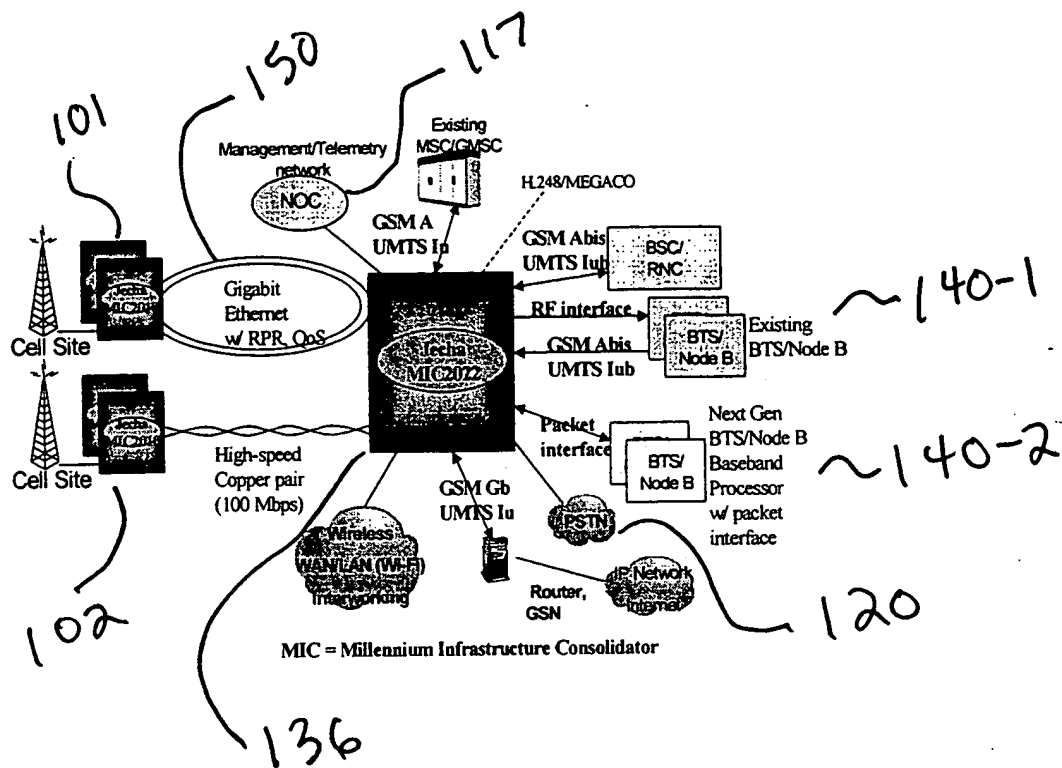 150
117
101
Existing
MSC/GMSC
Management/Telemetry
network
NOC
H.248/MEGACO
GSM A
UMTS Iu
GSM Abis
UMTS Iub
BSC/
RNC
Gigabit
Ethernet
w/ RPR, QoS
Jecha
RF interface
~140-1
Cell Site
Jecha
MIC2022
BTS/
Node B
Existing
BTS/Node B
GSM Abis
UMTS Iub
Jecha
Packet
interface
Next Gen
BTS/Node B
Baseband
Processor
w/ packet
interface
BTS/
Node B
~140-2
Cell Site
High-speed
Copper pair
(100 Mbps)
GSM Gb
UMTS Iu
PSTN
Wireless
WAN/LAN (Wi-Fi)
Interworking
Router,
GSN
IP Network
Internet
120
102
MIC = Millennium Infrastructure Consolidator
136